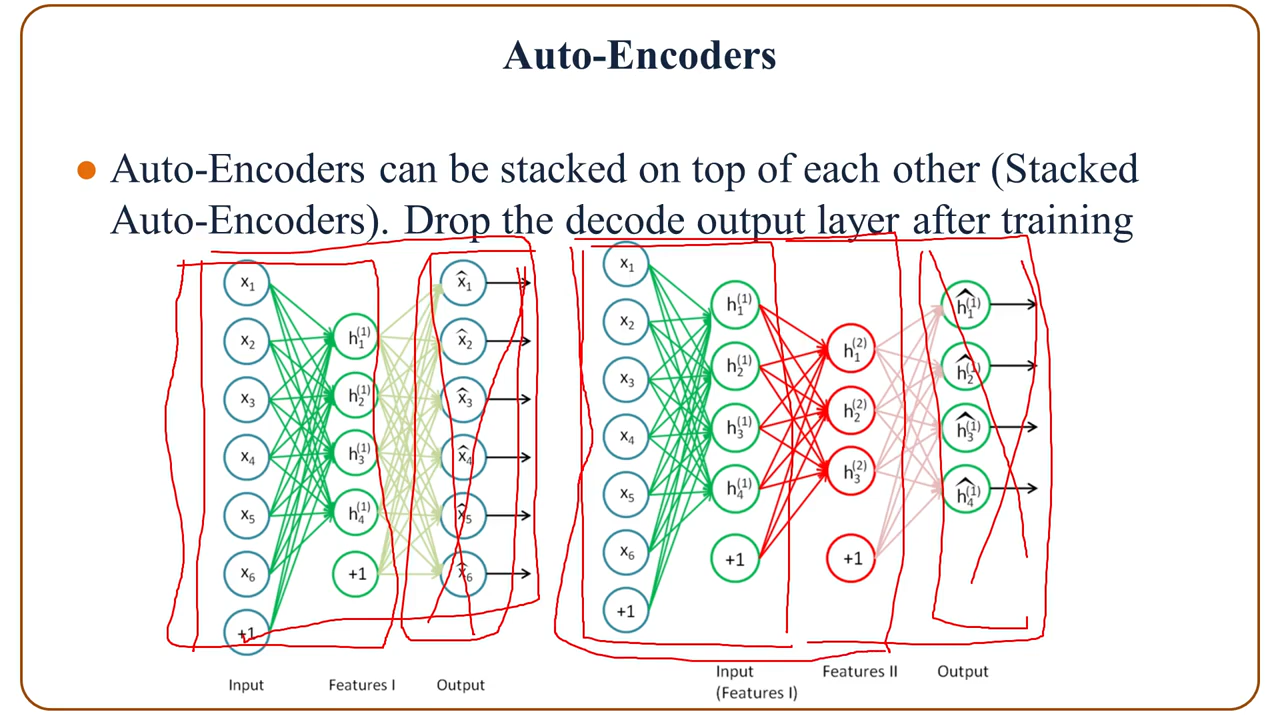 Auto-Encoders
● Auto-Encoders can be stacked on top of each other (Stacked
Auto-Encoders). Drop the decode output layer after training
x₁
x₂
x₃
x₄
x₅
x₆
+1
Input
h₁⁽¹⁾
h₂⁽¹⁾
h₃⁽¹⁾
h₄⁽¹⁾
+1
Features I
x̂₁
x̂₂
x̂₃
x̂₄
x̂₅
x̂₆
Output
x₁
x₂
x₃
x₄
x₅
x₆
+1
h₁⁽¹⁾
h₂⁽¹⁾
h₃⁽¹⁾
h₄⁽¹⁾
+1
Input
(Features I)
h₁⁽²⁾
h₂⁽²⁾
h₃⁽²⁾
+1
Features II
ĥ₁⁽¹⁾
ĥ₂⁽¹⁾
ĥ₃⁽¹⁾
ĥ₄⁽¹⁾
Output